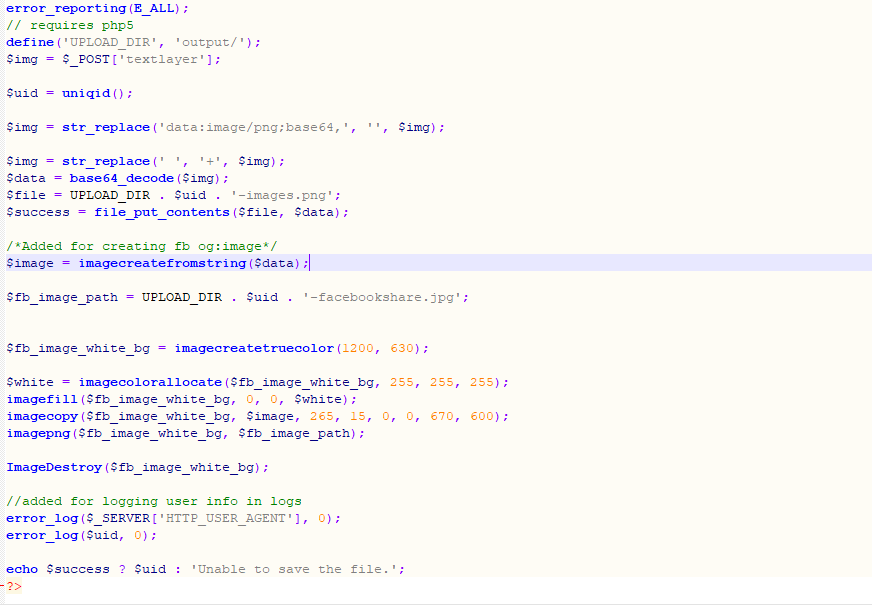 error_reporting(E_ALL);
// requires php5
define('UPLOAD_DIR', 'output/');
$img = $_POST['textlayer'];
$uid = uniqid();
$img = str_replace('data:image/png;base64,', '', $img);
$img = str_replace(' ', '+', $img);
$data = base64_decode($img);
$file = UPLOAD_DIR . $uid . '-images.png';
$success = file_put_contents($file, $data);
/*Added for creating fb og:image*/
$image = imagecreatefromstring($data);
$fb_image_path = UPLOAD_DIR . $uid . '-facebookshare.jpg';
$fb_image_white_bg = imagecreatetruecolor(1200, 630);
$white = imagecolorallocate($fb_image_white_bg, 255, 255, 255);
imagefill($fb_image_white_bg, 0, 0, $white);
imagecopy($fb_image_white_bg, $image, 265, 15, 0, 0, 670, 600);
imagepng($fb_image_white_bg, $fb_image_path);
ImageDestroy($fb_image_white_bg);
//added for logging user info in logs
error_log($_SERVER['HTTP_USER_AGENT'], 0);
error_log($uid, 0);
echo $success ? $uid : 'Unable to save the file.';
?>